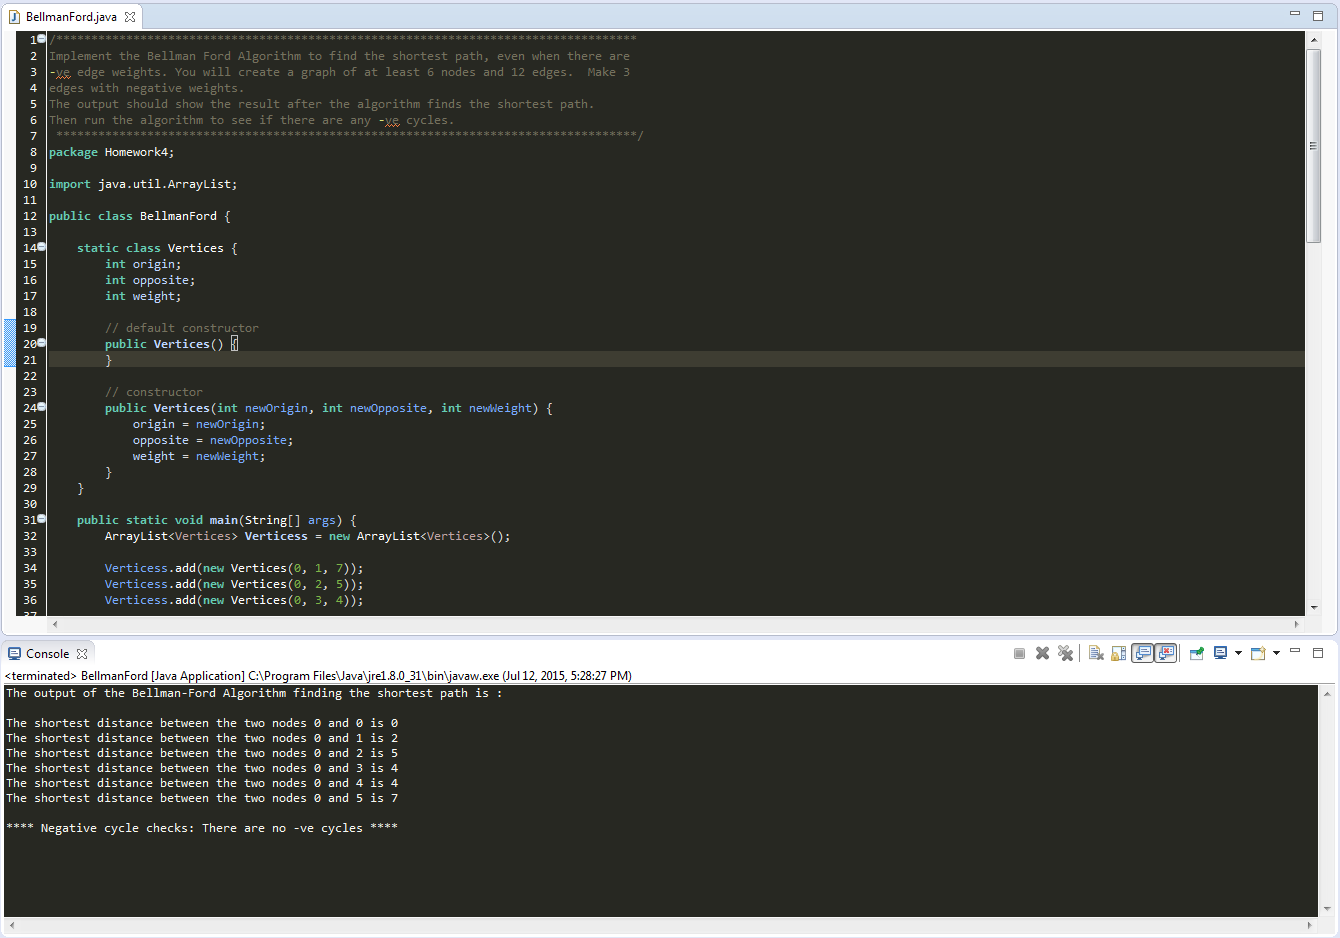 BellmanFord.java
1 /***********************************************************************************
2 Implement the Bellman Ford Algorithm to find the shortest path, even when there are
3 -ve edge weights. You will create a graph of at least 6 nodes and 12 edges.  Make 3
4 edges with negative weights.
5 The output should show the result after the algorithm finds the shortest path.
6 Then run the algorithm to see if there are any -ve cycles.
7  ***********************************************************************************/
8 package Homework4;
9
10 import java.util.ArrayList;
11
12 public class BellmanFord {
13
14     static class Vertices {
15         int origin;
16         int opposite;
17         int weight;
18
19         // default constructor
20         public Vertices() {
21         }
22
23         // constructor
24         public Vertices(int newOrigin, int newOpposite, int newWeight) {
25             origin = newOrigin;
26             opposite = newOpposite;
27             weight = newWeight;
28         }
29     }
30
31     public static void main(String[] args) {
32         ArrayList<Vertices> Verticess = new ArrayList<Vertices>();
33
34         Verticess.add(new Vertices(0, 1, 7));
35         Verticess.add(new Vertices(0, 2, 5));
36         Verticess.add(new Vertices(0, 3, 4));
37
Console
<terminated> BellmanFord [Java Application] C:\Program Files\Java\jre1.8.0_31\bin\javaw.exe (Jul 12, 2015, 5:28:27 PM)
The output of the Bellman-Ford Algorithm finding the shortest path is :
The shortest distance between the two nodes 0 and 0 is 0
The shortest distance between the two nodes 0 and 1 is 2
The shortest distance between the two nodes 0 and 2 is 5
The shortest distance between the two nodes 0 and 3 is 4
The shortest distance between the two nodes 0 and 4 is 4
The shortest distance between the two nodes 0 and 5 is 7
**** Negative cycle checks: There are no -ve cycles ****